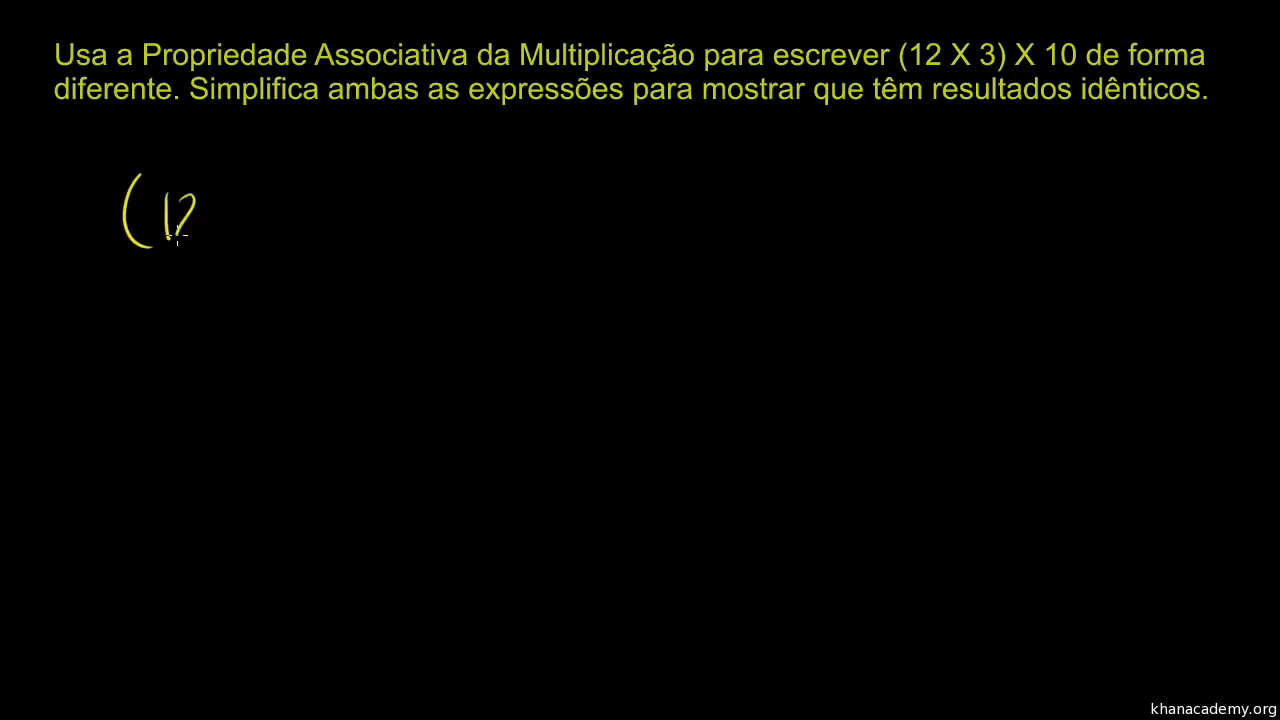 Usa a Propriedade Associativa da Multiplicação para escrever (12 X 3) X 10 de forma
diferente. Simplifica ambas as expressões para mostrar que têm resultados idênticos.
(12
khanacademy.org